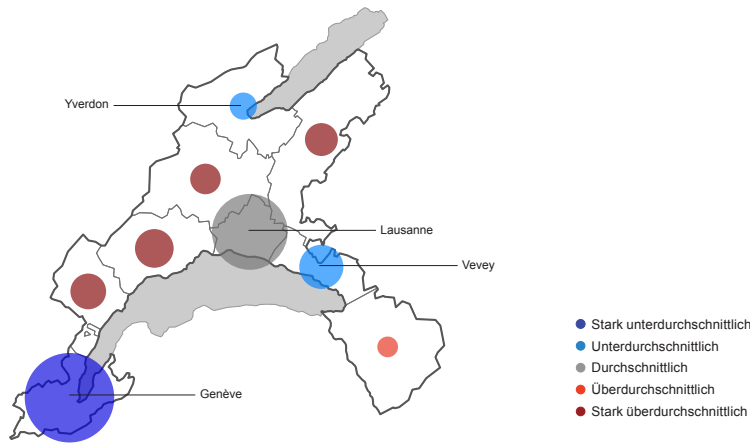 Yverdon
Lausanne
Vevey
Genève
Stark unterdurchschnittlich
Unterdurchschnittlich
Durchschnittlich
Überdurchschnittlich
Stark überdurchschnittlich